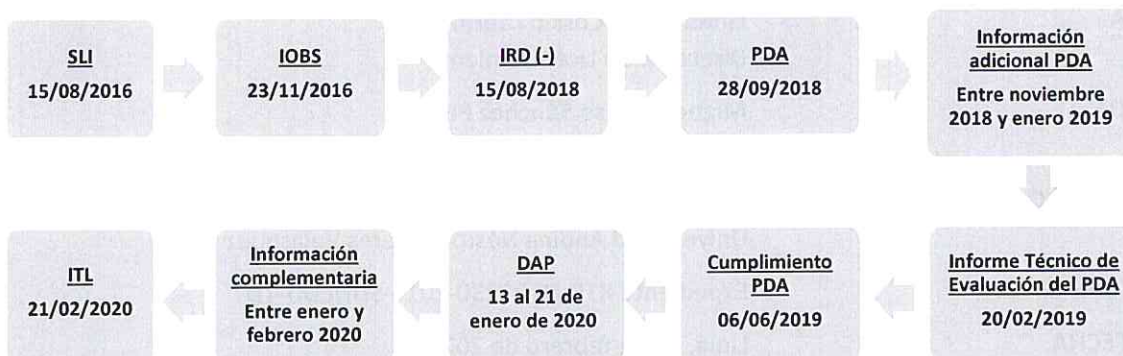 SLI
15/08/2016
IOBS
23/11/2016
IRD (-)
15/08/2018
PDA
28/09/2018
Información
adicional PDA
Entre noviembre
2018 y enero 2019
Informe Técnico de
Evaluación del PDA
20/02/2019
Cumplimiento
PDA
06/06/2019
DAP
13 al 21 de
enero de 2020
Información
complementaria
Entre enero y
febrero 2020
ITL
21/02/2020